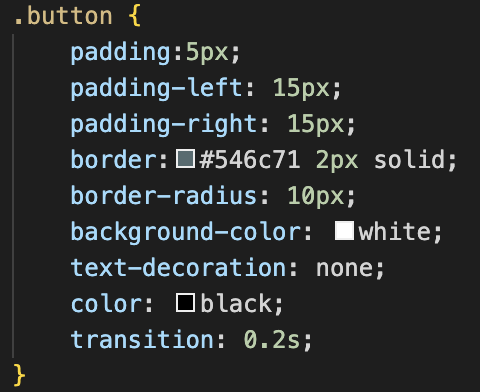 .button {
    padding:5px;
    padding-left: 15px;
    padding-right: 15px;
    border:#546c71 2px solid;
    border-radius: 10px;
    background-color: white;
    text-decoration: none;
    color: black;
    transition: 0.2s;
}